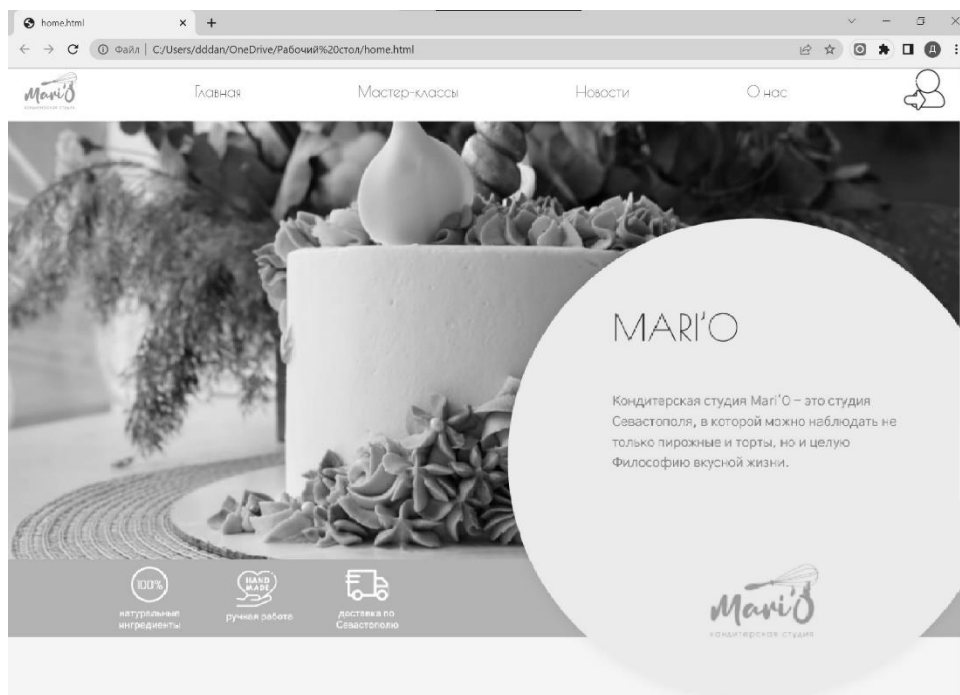 home.html
Файл | C:/Users/dddan/OneDrive/Рабочий%20стол/home.html
Д
Mari'O
кондитерская студия
Главная
Мастер-классы
Новости
О нас
MARI'O
Кондитерская студия Mari'O – это студия
Севастополя, в которой можно наблюдать не
только пирожные и торты, но и целую
Философию вкусной жизни.
100%
натуральные
ингредиенты
HAND
MADE
ручная работа
доставка по
Севастополю
Mari'O
кондитерская студия